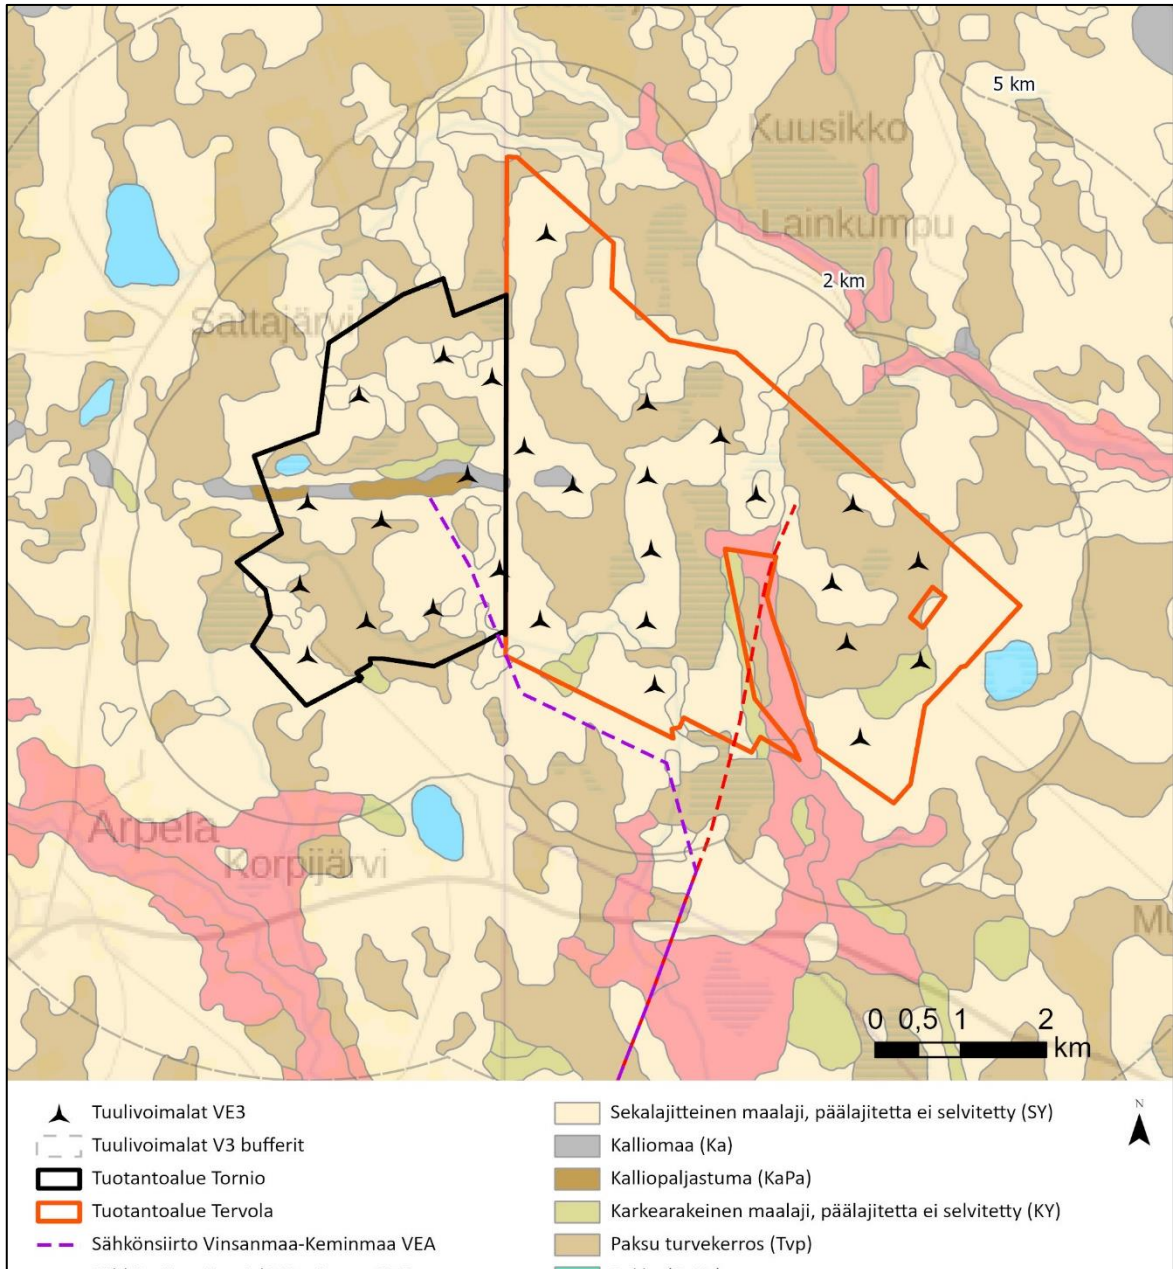 5 km
Kuusikko
Lainkumpu
2 km
Sattajärvi
Arpela
Korpijärvi
Mu
0 0,5 1 2
km
N
Tuulivoimalat VE3
Tuulivoimalat V3 bufferit
Tuotantoalue Tornio
Tuotantoalue Tervola
Sähkönsiirto Vinsanmaa-Keminmaa VEA
Sekalajitteinen maalaji, päälajitetta ei selvitetty (SY)
Kalliomaa (Ka)
Kalliopaljastuma (KaPa)
Karkearakeinen maalaji, päälajitetta ei selvitetty (KY)
Paksu turvekerros (Tvp)